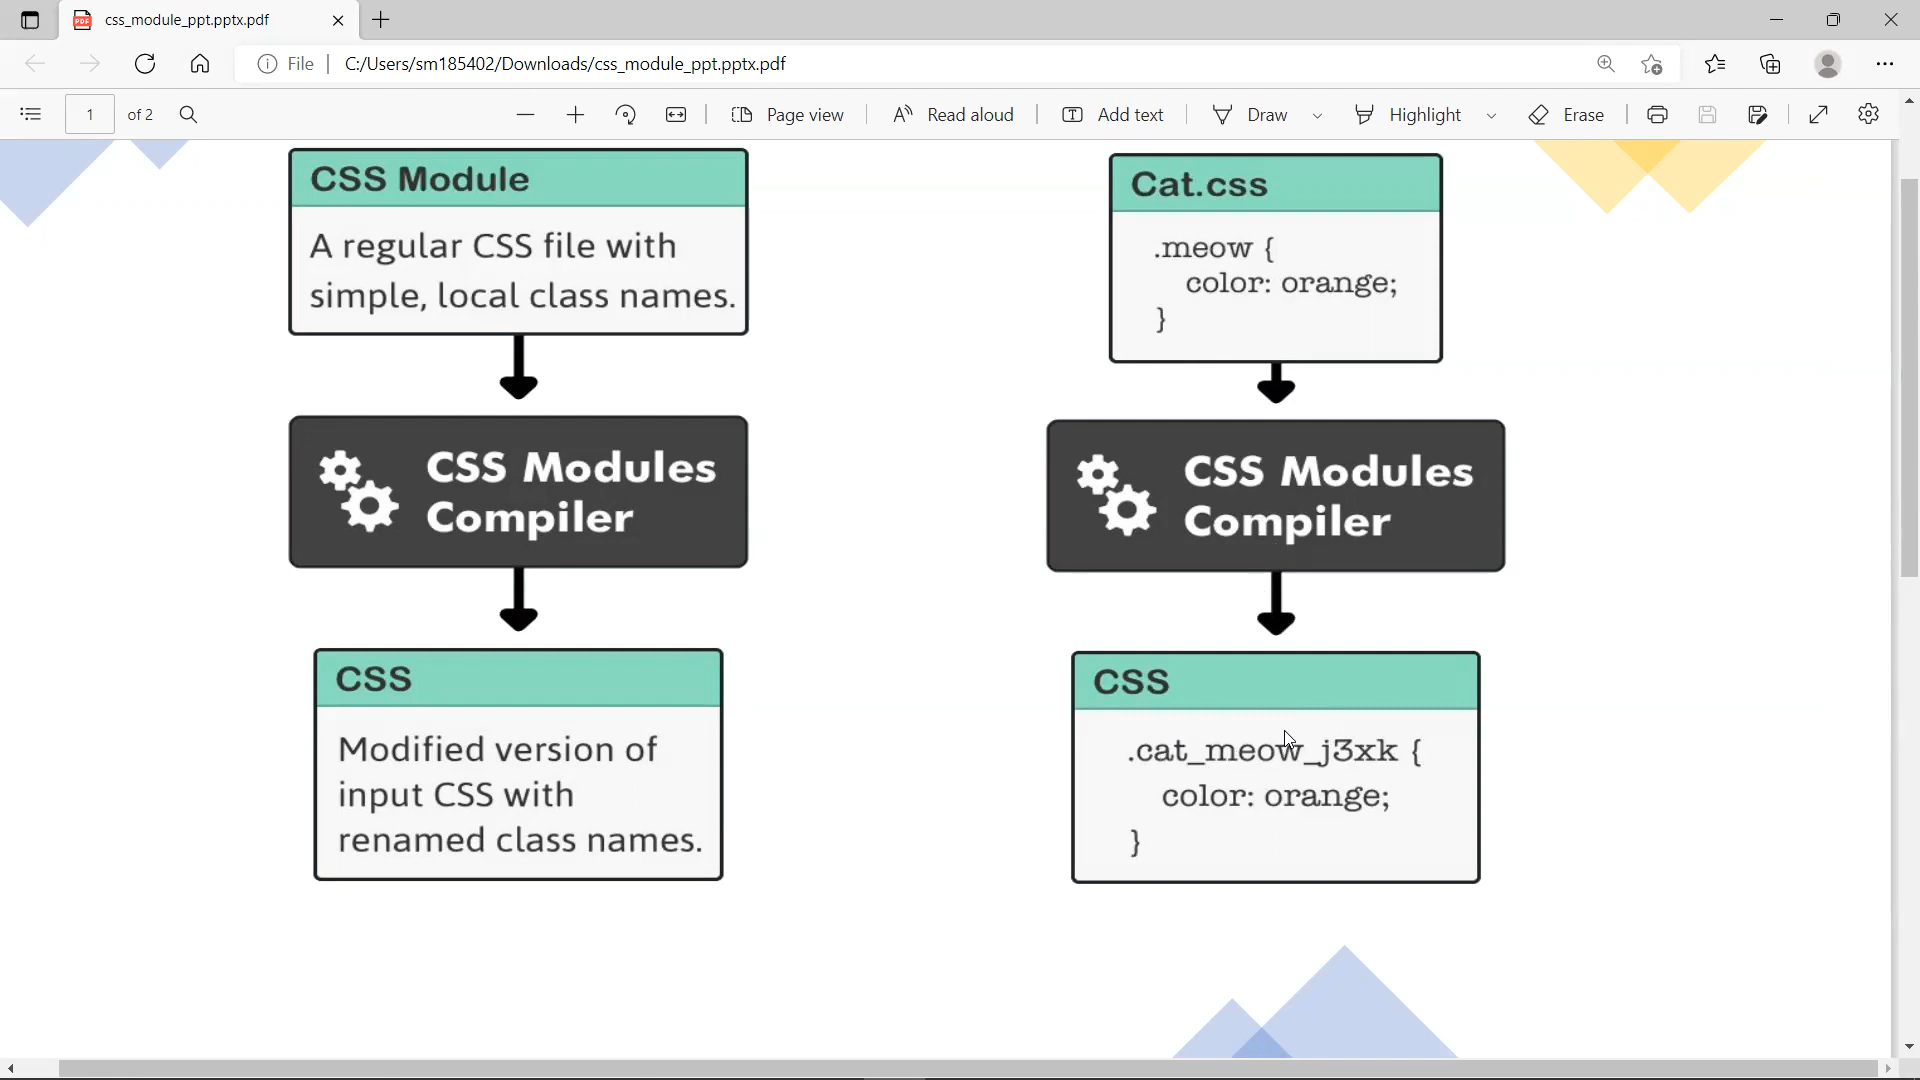 css_module_ppt.pptx.pdf
File
C:/Users/sm185402/Downloads/css_module_ppt.pptx.pdf
1 of 2
Page view
Read aloud
Add text
Draw
Highlight
Erase
CSS Module
A regular CSS file with
simple, local class names.
CSS Modules
Compiler
CSS
Modified version of
input CSS with
renamed class names.
Cat.css
.meow {
color: orange;
}
CSS Modules
Compiler
CSS
.cat_meow_j3xk {
color: orange;
}